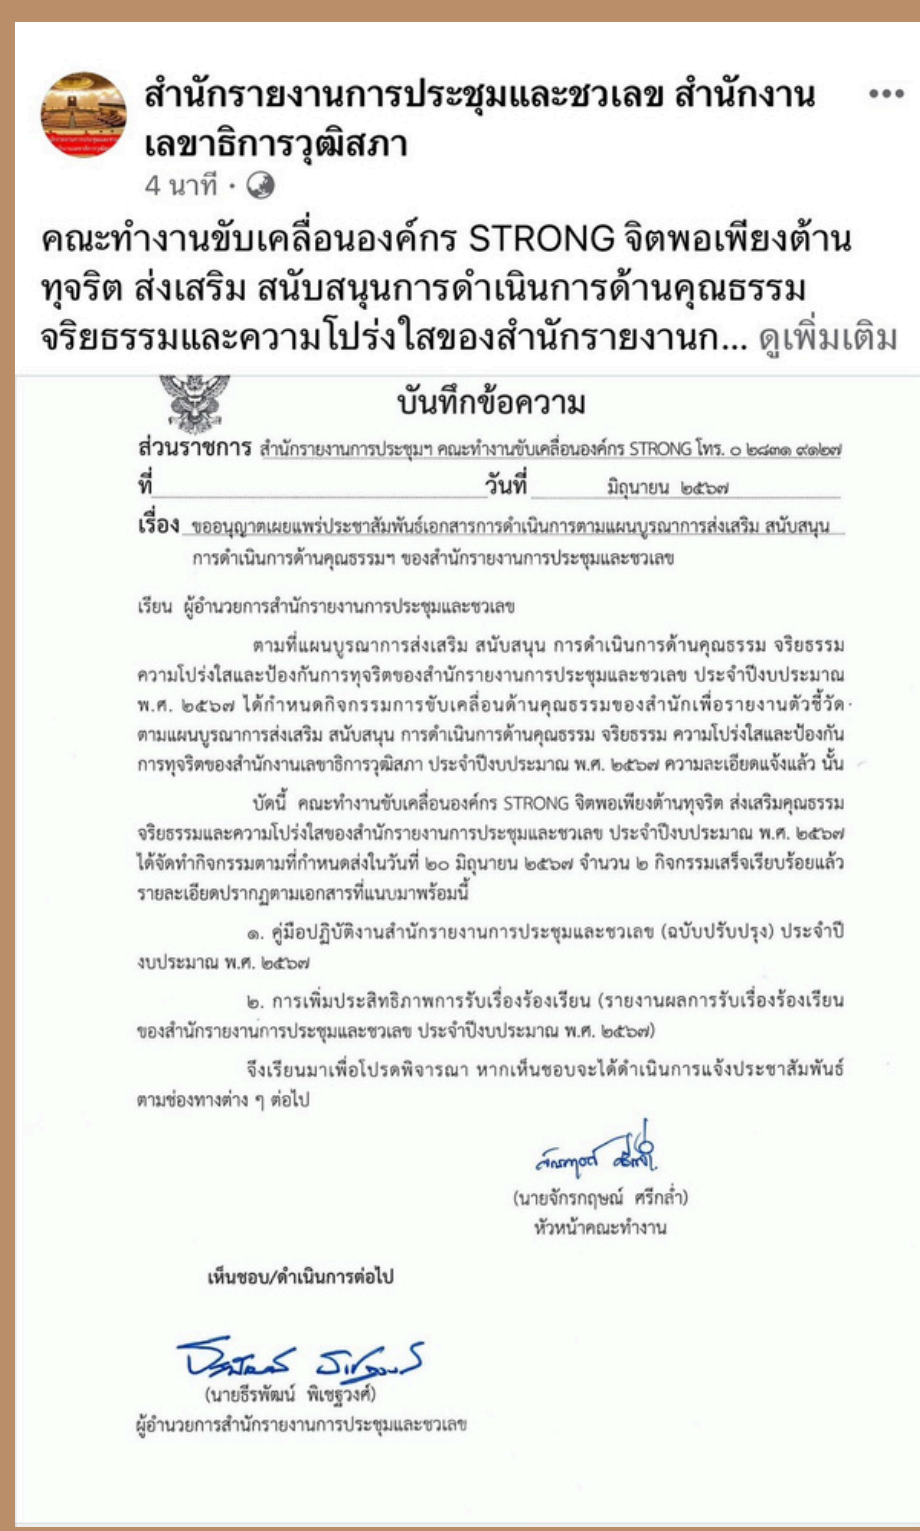 สำนักรายงานการประชุมและชวเลข สำนักงาน
เลขาธิการวุฒิสภา
4 นาที ·
คณะทำงานขับเคลื่อนองค์กร STRONG จิตพอเพียงต้าน
ทุจริต ส่งเสริม สนับสนุนการดำเนินการด้านคุณธรรม
จริยธรรมและความโปร่งใสของสำนักรายงานก... ดูเพิ่มเติม
บันทึกข้อความ
ส่วนราชการ สำนักรายงานการประชุมฯ คณะทำงานขับเคลื่อนองค์กร STRONG โทร. ๐ ๒๘๓๑ ๙๑๒๗
ที่ วันที่ มิถุนายน ๒๕๖๗
เรื่อง ขออนุญาตเผยแพร่ประชาสัมพันธ์เอกสารการดำเนินการตามแผนบูรณาการส่งเสริม สนับสนุน
การดำเนินการด้านคุณธรรมฯ ของสำนักรายงานการประชุมและชวเลข
เรียน ผู้อำนวยการสำนักรายงานการประชุมและชวเลข
ตามที่แผนบูรณาการส่งเสริม สนับสนุน การดำเนินการด้านคุณธรรม จริยธรรม
ความโปร่งใสและป้องกันการทุจริตของสำนักรายงานการประชุมและชวเลข ประจำปีงบประมาณ
พ.ศ. ๒๕๖๗ ได้กำหนดกิจกรรมการขับเคลื่อนด้านคุณธรรมของสำนักเพื่อรายงานตัวชี้วัด
ตามแผนบูรณาการส่งเสริม สนับสนุน การดำเนินการด้านคุณธรรม จริยธรรม ความโปร่งใสและป้องกัน
การทุจริตของสำนักงานเลขาธิการวุฒิสภา ประจำปีงบประมาณ พ.ศ. ๒๕๖๗ ความละเอียดแจ้งแล้ว นั้น
บัดนี้ คณะทำงานขับเคลื่อนองค์กร STRONG จิตพอเพียงต้านทุจริต ส่งเสริมคุณธรรม
จริยธรรมและความโปร่งใสของสำนักรายงานการประชุมและชวเลข ประจำปีงบประมาณ พ.ศ. ๒๕๖๗
ได้จัดทำกิจกรรมตามที่กำหนดส่งในวันที่ ๒๐ มิถุนายน ๒๕๖๗ จำนวน ๒ กิจกรรมเสร็จเรียบร้อยแล้ว
รายละเอียดปรากฏตามเอกสารที่แนบมาพร้อมนี้
๑. คู่มือปฏิบัติงานสำนักรายงานการประชุมและชวเลข (ฉบับปรับปรุง) ประจำปี
งบประมาณ พ.ศ. ๒๕๖๗
๒. การเพิ่มประสิทธิภาพการรับเรื่องร้องเรียน (รายงานผลการรับเรื่องร้องเรียน
ของสำนักรายงานการประชุมและชวเลข ประจำปีงบประมาณ พ.ศ. ๒๕๖๗)
จึงเรียนมาเพื่อโปรดพิจารณา หากเห็นชอบจะได้ดำเนินการแจ้งประชาสัมพันธ์
ตามช่องทางต่าง ๆ ต่อไป
(นายจักรกฤษณ์ ศรีกล่ำ)
หัวหน้าคณะทำงาน
เห็นชอบ/ดำเนินการต่อไป
(นายธีรพัฒน์ พิเชฐวงศ์)
ผู้อำนวยการสำนักรายงานการประชุมและชวเลข